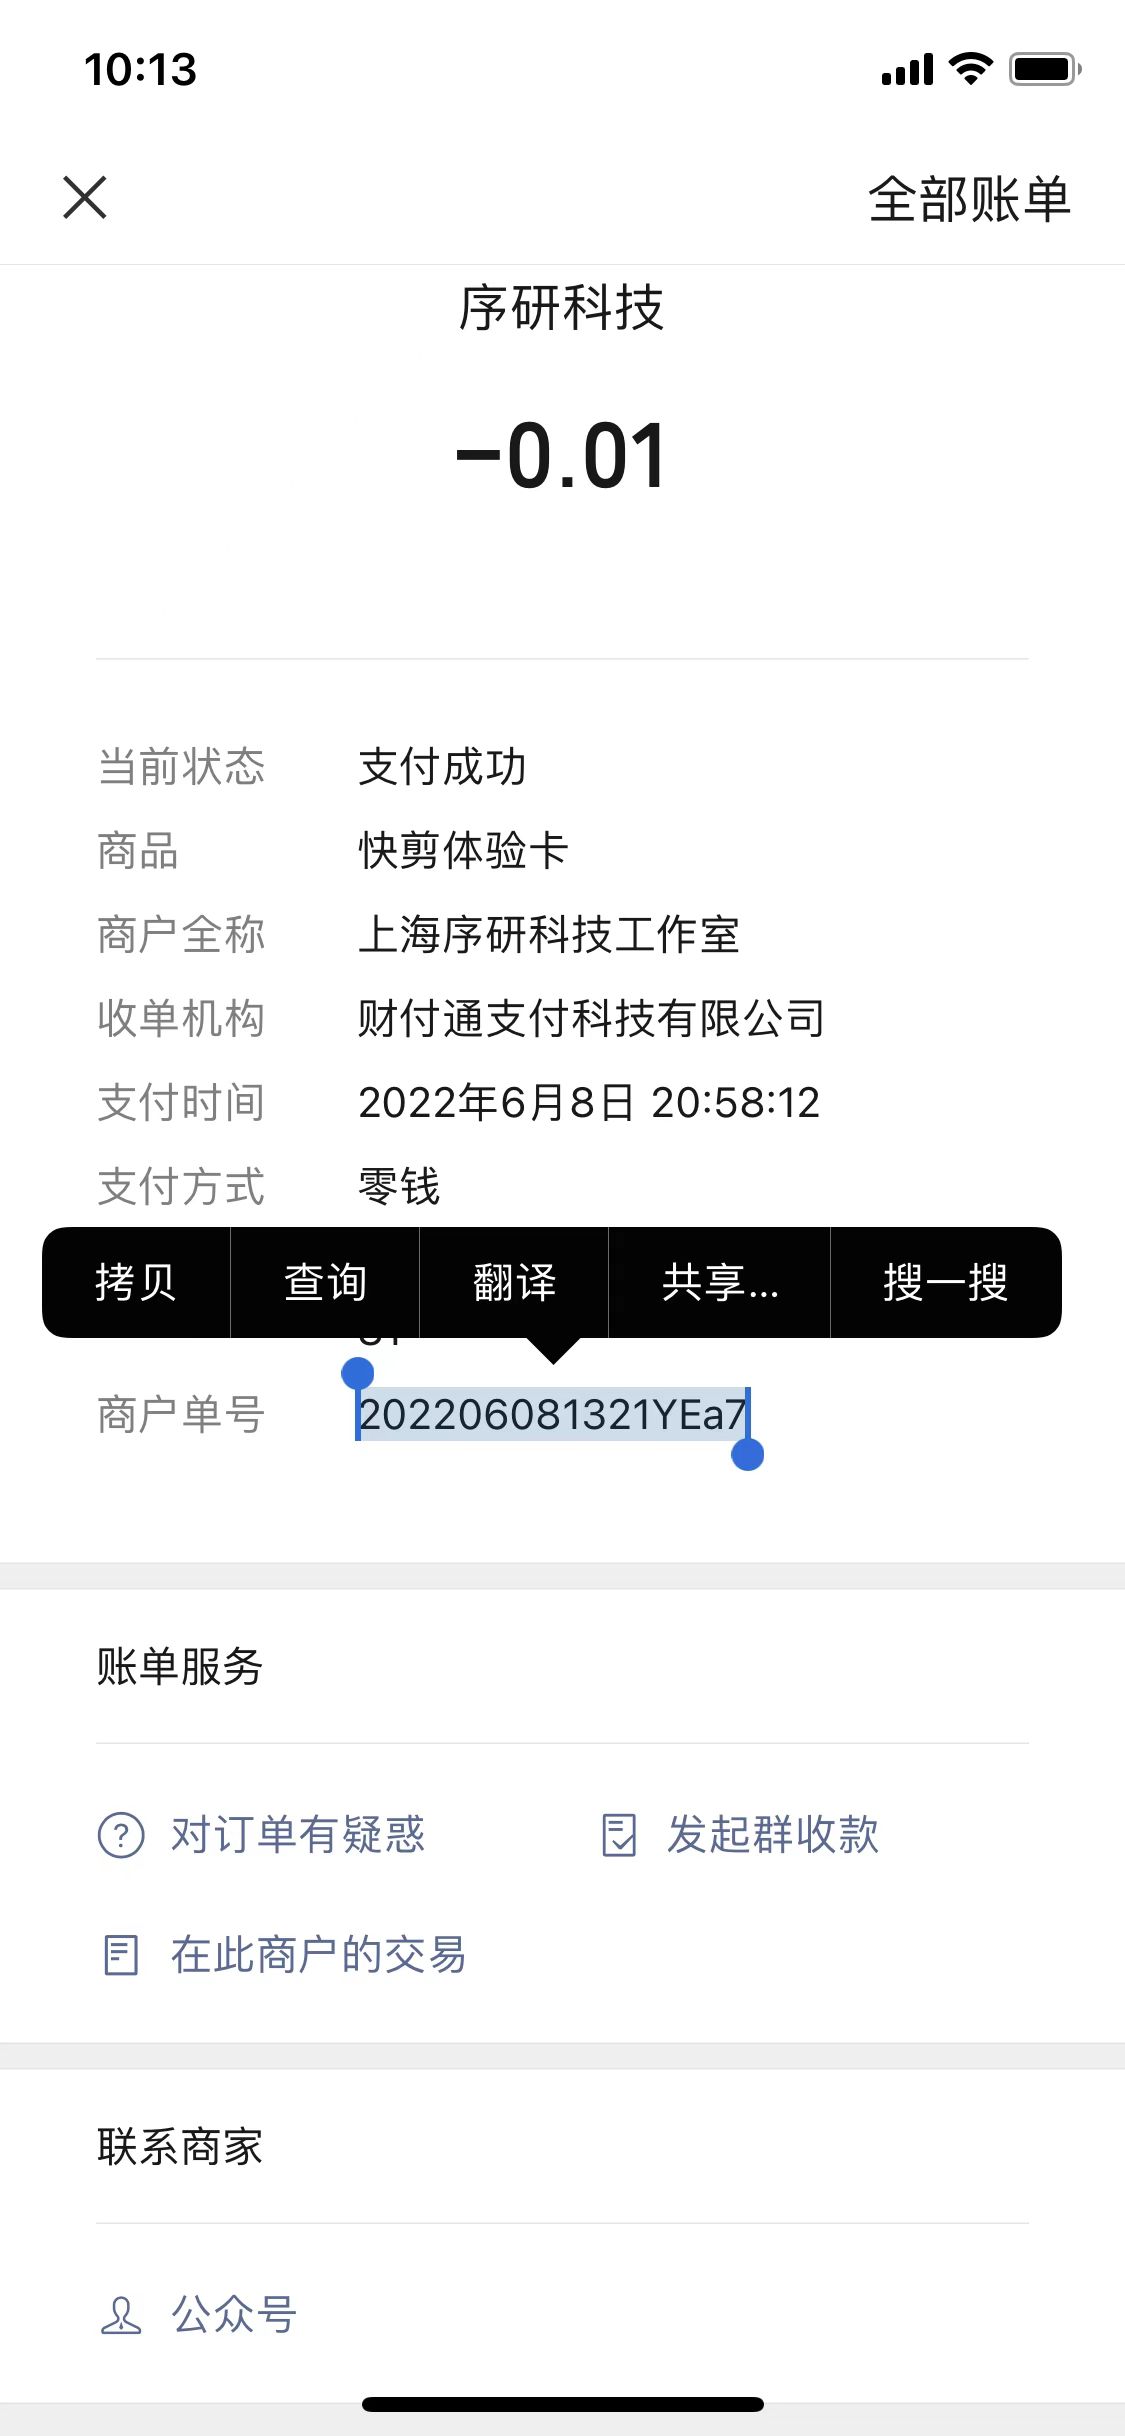 10:13
全部账单
序研科技
-0.01
当前状态 支付成功
商品 快剪体验卡
商户全称 上海序研科技工作室
收单机构 财付通支付科技有限公司
支付时间 2022年6月8日 20:58:12
支付方式 零钱
拷贝 查询 翻译 共享... 搜一搜
商户单号 202206081321YEa7
账单服务
对订单有疑惑 发起群收款
在此商户的交易
联系商家
公众号